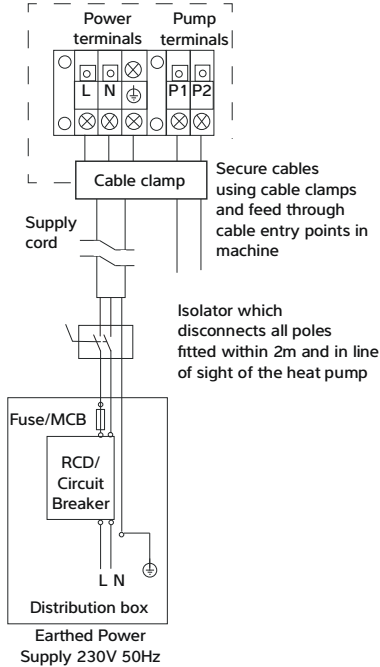 Power
terminals
Pump
terminals
L N P1 P2
Cable clamp
Secure cables
using cable clamps
and feed through
cable entry points in
machine
Supply
cord
Isolator which
disconnects all poles
fitted within 2m and in line
of sight of the heat pump
Fuse/MCB
RCD/
Circuit
Breaker
L N
Distribution box
Earthed Power
Supply 230V 50Hz